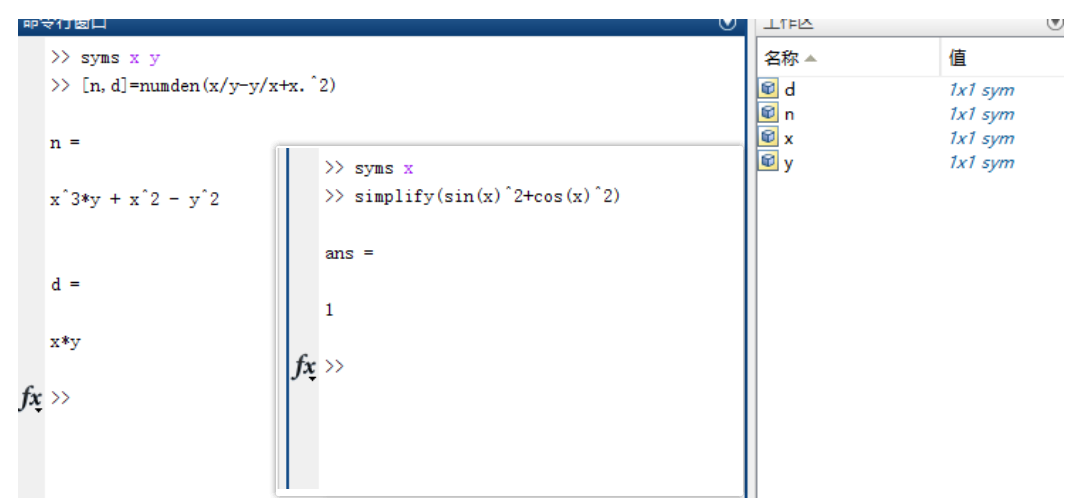 命令行窗口
>> syms x y
>> [n,d]=numden(x/y-y/x+x.^2)
n =
x^3*y + x^2 - y^2
d =
x*y
fx >>
>> syms x
>> simplify(sin(x)^2+cos(x)^2)
ans =
1
fx >>
工作区
名称 值
d 1x1 sym
n 1x1 sym
x 1x1 sym
y 1x1 sym